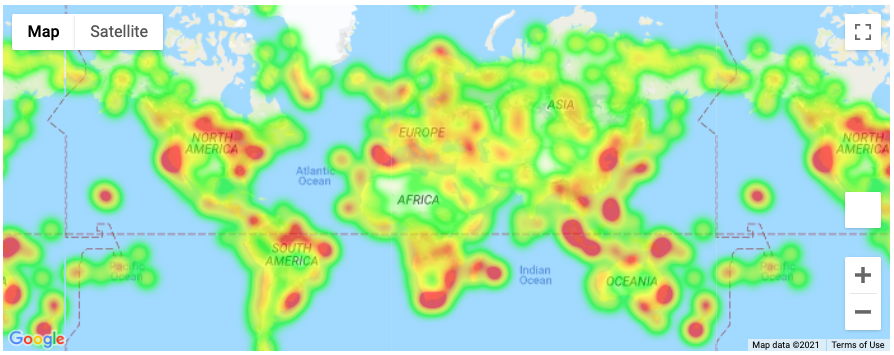 Map Satellite
ASIA
NORTH
AMERICA
EUROPE
NORTH
AMERICA
Atlantic
Ocean
AFRICA
SOUTH
AMERICA
Pacific
Ocean
Indian
Ocean
OCEANIA
Pacific
Ocean
A
Google
Map data ©2021 Terms of Use